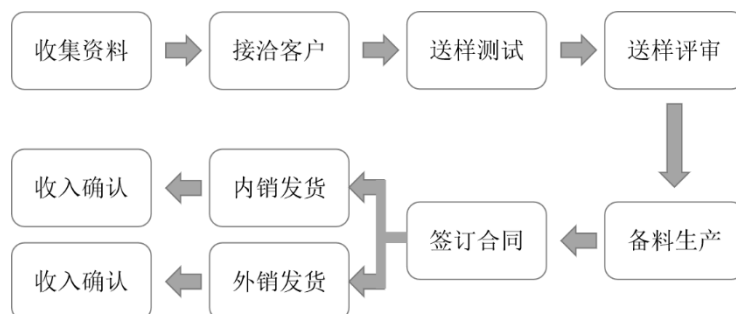 收集资料
接洽客户
送样测试
送样评审
备料生产
签订合同
内销发货
收入确认
外销发货
收入确认